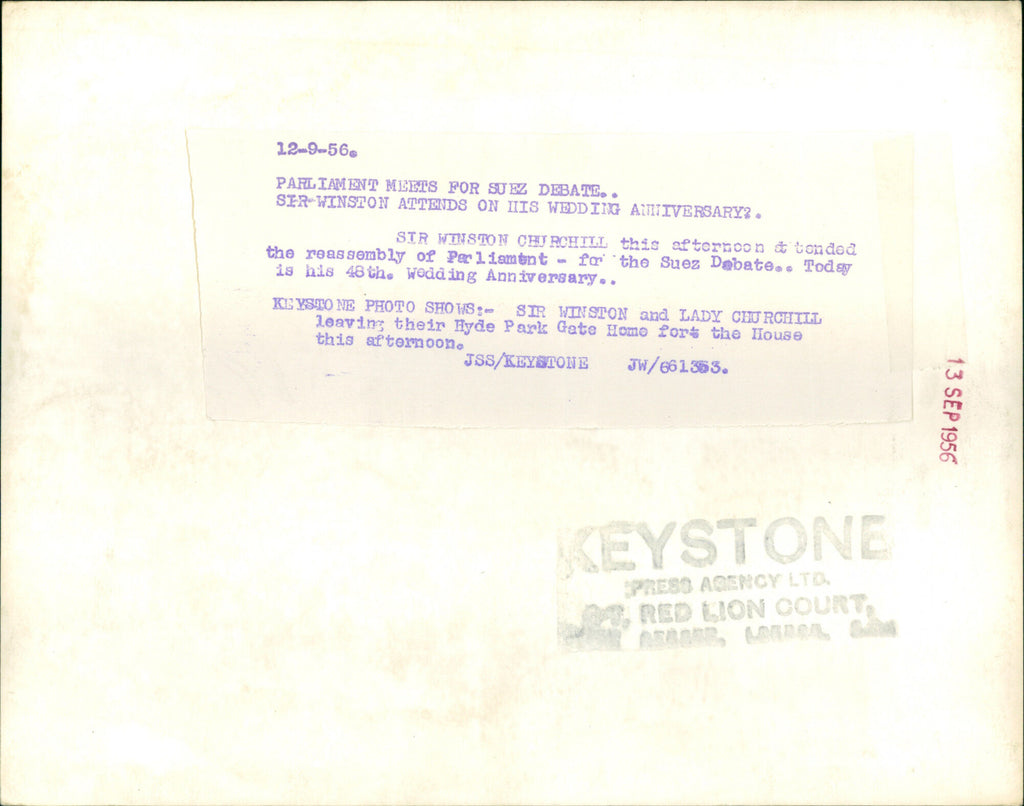 12-9-56.
PARLIAMENT MEETS FOR SUEZ DEBATE..
SIR WINSTON ATTENDS ON HIS WEDDING ANNIVERSARY?.
SIR WINSTON CHURCHILL this afternoon attended
the reassembly of Parliament - for the Suez Debate.. Today
is his 48th. Wedding Anniversary..
KEYSTONE PHOTO SHOWS:- SIR WINSTON and LADY CHURCHILL
leaving their Hyde Park Gate Home fort the House
this afternoon.
JSS/KEYSTONE JW/661353.
13 SEP 1956
KEYSTONE
PRESS AGENCY LTD.
RED LION COURT,